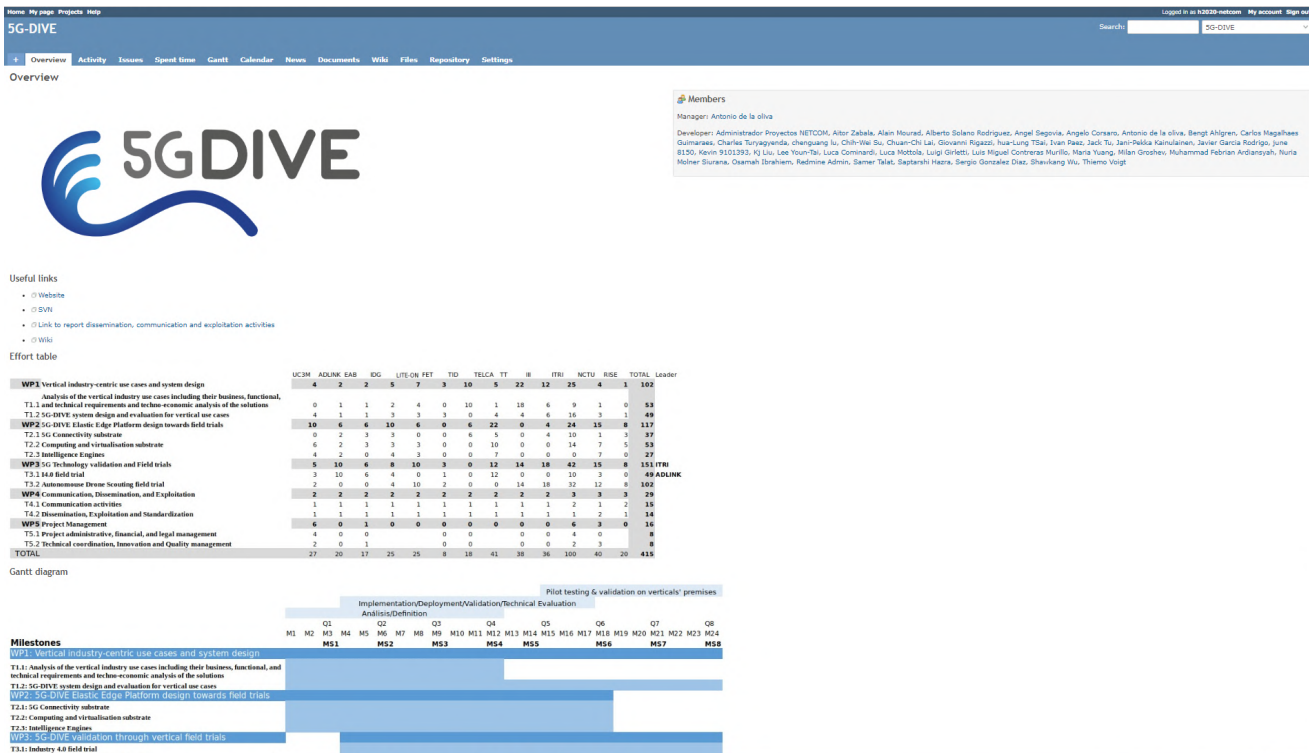 Home My page Projects Help
Logged in as h2020-netcom My account Sign out
5G-DIVE
Search:
5G-DIVE
+ Overview Activity Issues Spent time Gantt Calendar News Documents Wiki Files Repository Settings
Overview
5GDIVE
Members
Manager: Antonio de la oliva
Developer: Administrador Proyectos NETCOM, Aitor Zabala, Alain Mourad, Alberto Solano Rodriguez, Angel Segovia, Angelo Corsaro, Antonio de la oliva, Bengt Ahlgren, Carlos Magalhaes
Guimaraes, Charles Turyagyenda, chenguang lu, Chih-Wei Su, Chuan-Chi Lai, Giovanni Rigazzi, hua-Lung TSai, Ivan Paez, Jack Tu, Jani-Pekka Kainulainen, Javier Garcia Rodrigo, june
8150, Kevin 9101393, KJ Liu, Lee Youn-Tai, Luca Cominardi, Luca Mottola, Luigi Girletti, Luis Miguel Contreras Murillo, Maria Yuang, Milan Groshev, Muhammad Febrian Ardiansyah, Nuria
Molner Siurana, Osamah Ibrahiem, Redmine Admin, Samer Talat, Saptarshi Hazra, Sergio Gonzalez Diaz, Shawkang Wu, Thiemo Voigt
Useful links
• Website
• SVN
• Link to report dissemination, communication and exploitation activities
• Wiki
Effort table
UC3M ADLINK EAB IDG LITE-ON FET TID TELCA TT III ITRI NCTU RISE TOTAL Leader
WP1 Vertical industry-centric use cases and system design 4 2 2 5 7 3 10 5 22 12 25 4 1 102
Analysis of the vertical industry use cases including their business, functional,
T1.1 and technical requirements and techno-economic analysis of the solutions 0 1 1 2 4 0 10 1 18 6 9 1 0 53
T1.2 5G-DIVE system design and evaluation for vertical use cases 4 1 1 3 3 3 0 4 4 6 16 3 1 49
WP2 5G-DIVE Elastic Edge Platform design towards field trials 10 6 6 10 6 0 6 22 0 4 24 15 8 117
T2.1 5G Connectivity substrate 0 2 3 3 0 0 6 5 0 4 10 1 3 37
T2.2 Computing and virtualisation substrate 6 2 3 3 3 0 0 10 0 0 14 7 5 53
T2.3 Intelligence Engines 4 2 0 4 3 0 0 7 0 0 0 7 0 27
WP3 5G Technology validation and Field trials 5 10 6 8 10 3 0 12 14 18 42 15 8 151 ITRI
T3.1 I4.0 field trial 3 10 6 4 0 1 0 12 0 0 10 3 0 49 ADLINK
T3.2 Autonomouse Drone Scouting field trial 2 0 0 4 10 2 0 0 14 18 32 12 8 102
WP4 Communication, Dissemination, and Exploitation 2 2 2 2 2 2 2 2 2 2 3 3 3 29
T4.1 Communication activities 1 1 1 1 1 1 1 1 1 1 2 1 2 15
T4.2 Dissemination, Exploitation and Standardization 1 1 1 1 1 1 1 1 1 1 1 2 1 14
WP5 Project Management 6 0 1 0 0 0 0 0 0 0 6 3 0 16
T5.1 Project administrative, financial, and legal management 4 0 0 0 0 0 0 4 0 8
T5.2 Technical coordination, Innovation and Quality management 2 0 1 0 0 0 0 2 3 8
TOTAL 27 20 17 25 25 8 18 41 38 36 100 40 20 415
Gantt diagram
Pilot testing & validation on verticals' premises
Implementation/Deployment/Validation/Technical Evaluation
Análisis/Definition
Q1 Q2 Q3 Q4 Q5 Q6 Q7 Q8
M1 M2 M3 M4 M5 M6 M7 M8 M9 M10 M11 M12 M13 M14 M15 M16 M17 M18 M19 M20 M21 M22 M23 M24
Milestones MS1 MS2 MS3 MS4 MS5 MS6 MS7 MS8
WP1: Vertical industry-centric use cases and system design
T1.1: Analysis of the vertical industry use cases including their business, functional, and
technical requirements and techno-economic analysis of the solutions
T1.2: 5G-DIVE system design and evaluation for vertical use cases
WP2: 5G-DIVE Elastic Edge Platform design towards field trials
T2.1: 5G Connectivity substrate
T2.2: Computing and virtualisation substrate
T2.3: Intelligence Engines
WP3: 5G-DIVE validation through vertical field trials
T3.1: Industry 4.0 field trial